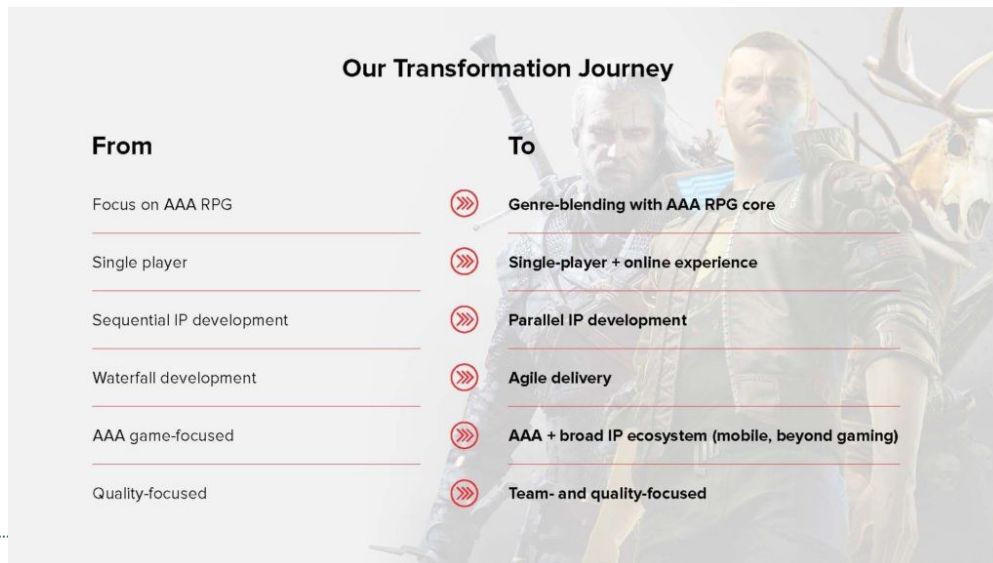 Our Transformation Journey
From
To
Focus on AAA RPG
Genre-blending with AAA RPG core
Single player
Single-player + online experience
Sequential IP development
Parallel IP development
Waterfall development
Agile delivery
AAA game-focused
AAA + broad IP ecosystem (mobile, beyond gaming)
Quality-focused
Team- and quality-focused